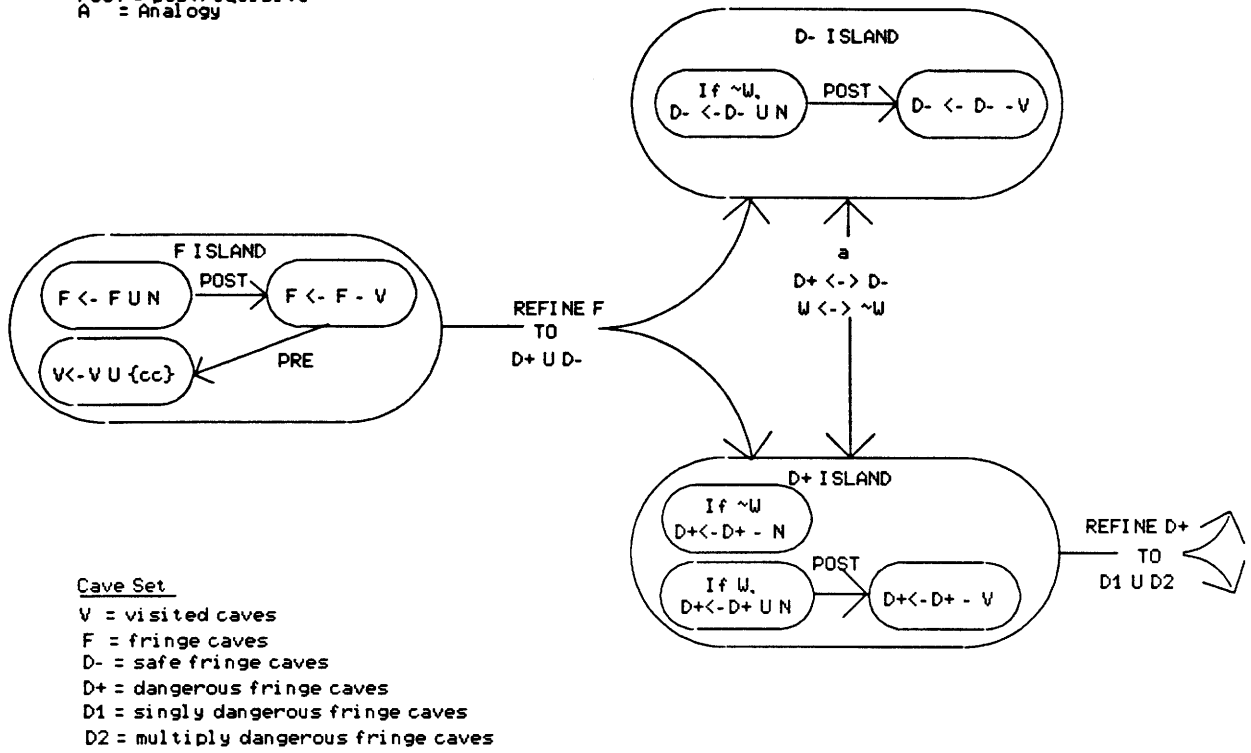 A = Analogy
D- ISLAND
If ~W,
D- <-D- U N
POST
D- <- D- -V
F ISLAND
F <- F U N
POST
F <- F - V
V<-V U {cc}
PRE
REFINE F
TO
D+ U D-
a
D+ <-> D-
W <-> ~W
D+ ISLAND
If ~W
D+<-D+ - N
If W,
D+<-D+ U N
POST
D+<-D+ - V
REFINE D+
TO
D1 U D2
Cave Set
V = visited caves
F = fringe caves
D- = safe fringe caves
D+ = dangerous fringe caves
D1 = singly dangerous fringe caves
D2 = multiply dangerous fringe caves